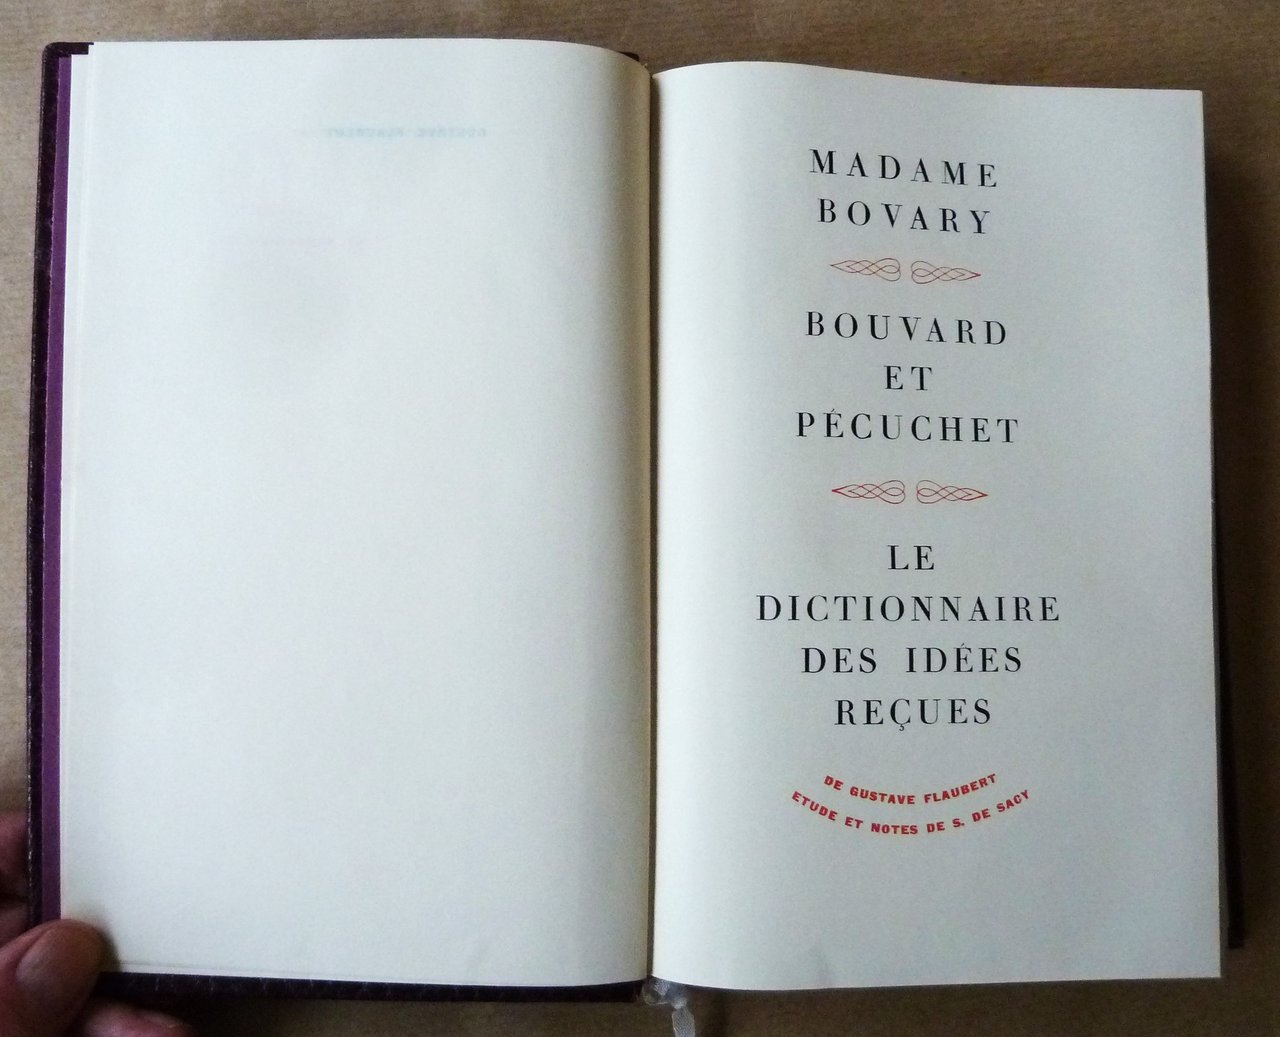 MADAME
BOVARY
BOUVARD
ET
PÉCUCHET
LE
DICTIONNAIRE
DES IDÉES
REÇUES
DE GUSTAVE FLAUBERT
ETUDE ET NOTES DE S. DE SACY